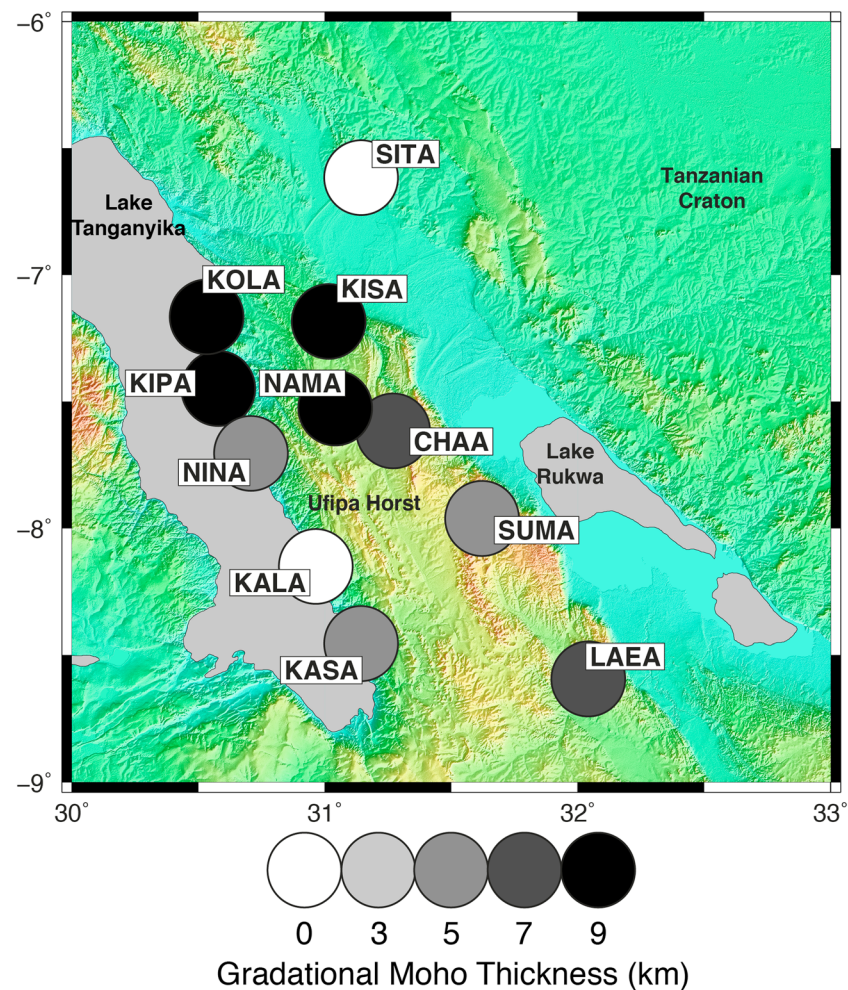 −6°
SITA
Tanzanian
Craton
Lake
Tanganyika
−7°
KOLA
KISA
KIPA
NAMA
CHAA
NINA
Lake
Rukwa
Ufipa Horst
−8°
SUMA
KALA
KASA
LAEA
−9°
30° 31° 32° 33°
0 3 5 7 9
Gradational Moho Thickness (km)